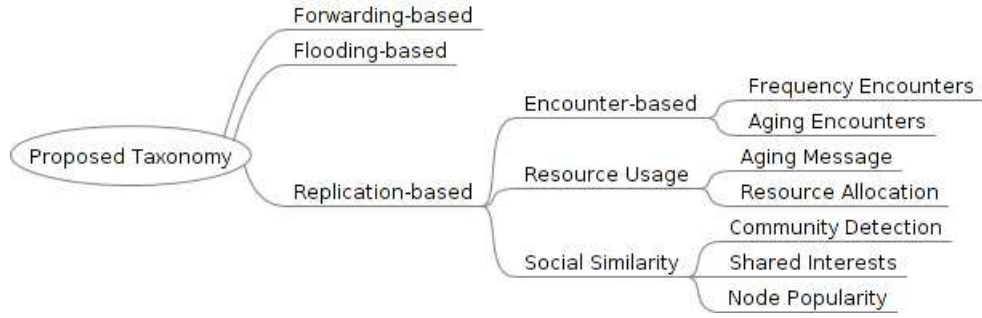 Forwarding-based
Flooding-based
Proposed Taxonomy
Replication-based
Encounter-based
Frequency Encounters
Aging Encounters
Resource Usage
Aging Message
Resource Allocation
Social Similarity
Community Detection
Shared Interests
Node Popularity